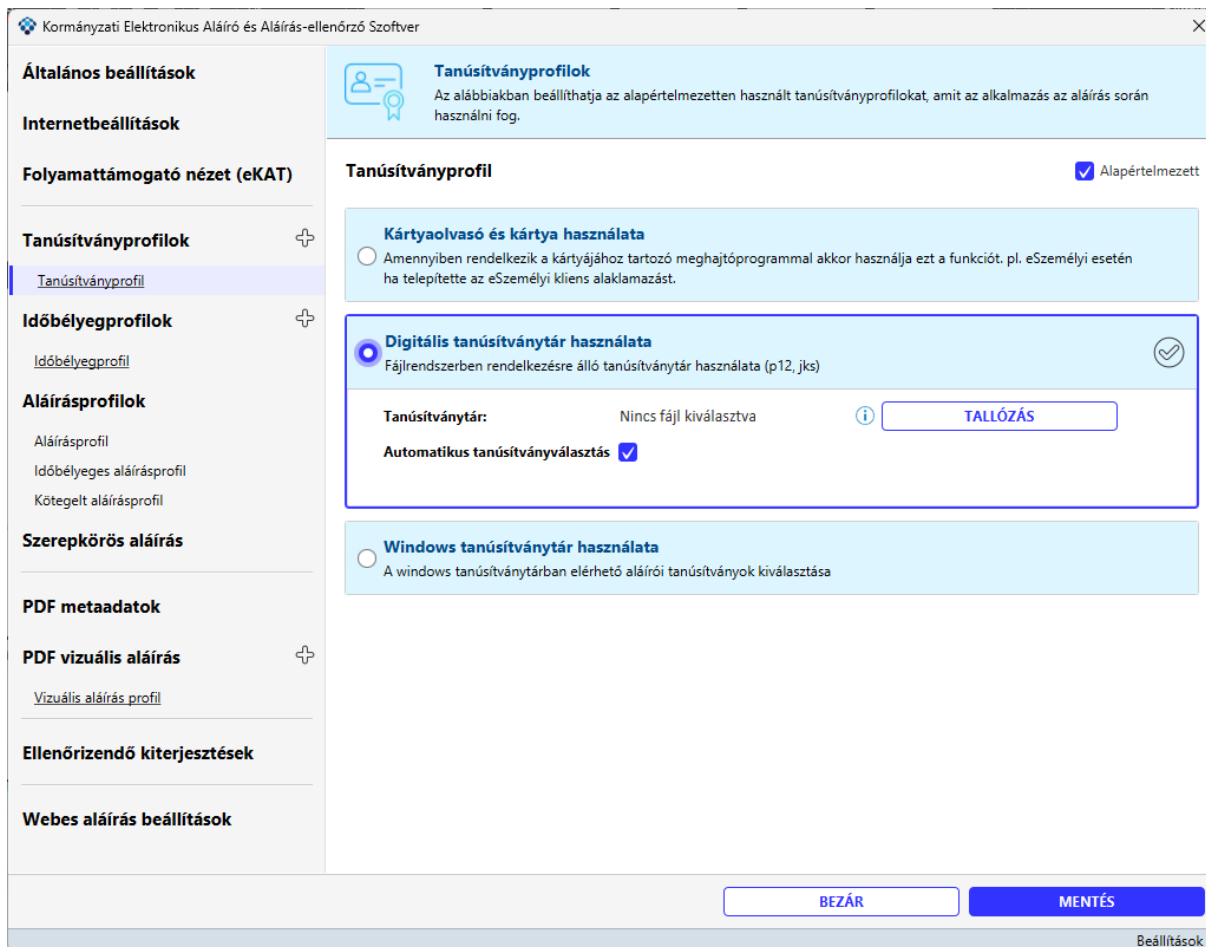 Kormányzati Elektronikus Aláíró és Aláírás-ellenőrző Szoftver
Általános beállítások
Internetbeállítások
Folyamattámogató nézet (eKAT)
Tanúsítványprofilok
Tanúsítványprofil
Időbélyegprofilok
Időbélyegprofil
Aláírásprofilok
Aláírásprofil
Időbélyeges aláírásprofil
Kötegelt aláírásprofil
Szerepkörös aláírás
PDF metaadatok
PDF vizuális aláírás
Vizuális aláírás profil
Ellenőrizendő kiterjesztések
Webes aláírás beállítások
Tanúsítványprofilok
Az alábbiakban beállíthatja az alapértelmezetten használt tanúsítványprofilokat, amit az alkalmazás az aláírás során
használni fog.
Tanúsítványprofil
Alapértelmezett
Kártyaolvasó és kártya használata
Amennyiben rendelkezik a kártyájához tartozó meghajtóprogrammal akkor használja ezt a funkciót. pl. eSzemélyi esetén
ha telepítette az eSzemélyi kliens alaklamazást.
Digitális tanúsítványtár használata
Fájlrendszerben rendelkezésre álló tanúsítványtár használata (p12, jks)
Tanúsítványtár: Nincs fájl kiválasztva TALLÓZÁS
Automatikus tanúsítványválasztás
Windows tanúsítványtár használata
A windows tanúsítványtárban elérhető aláírói tanúsítványok kiválasztása
BEZÁR MENTÉS
Beállítások